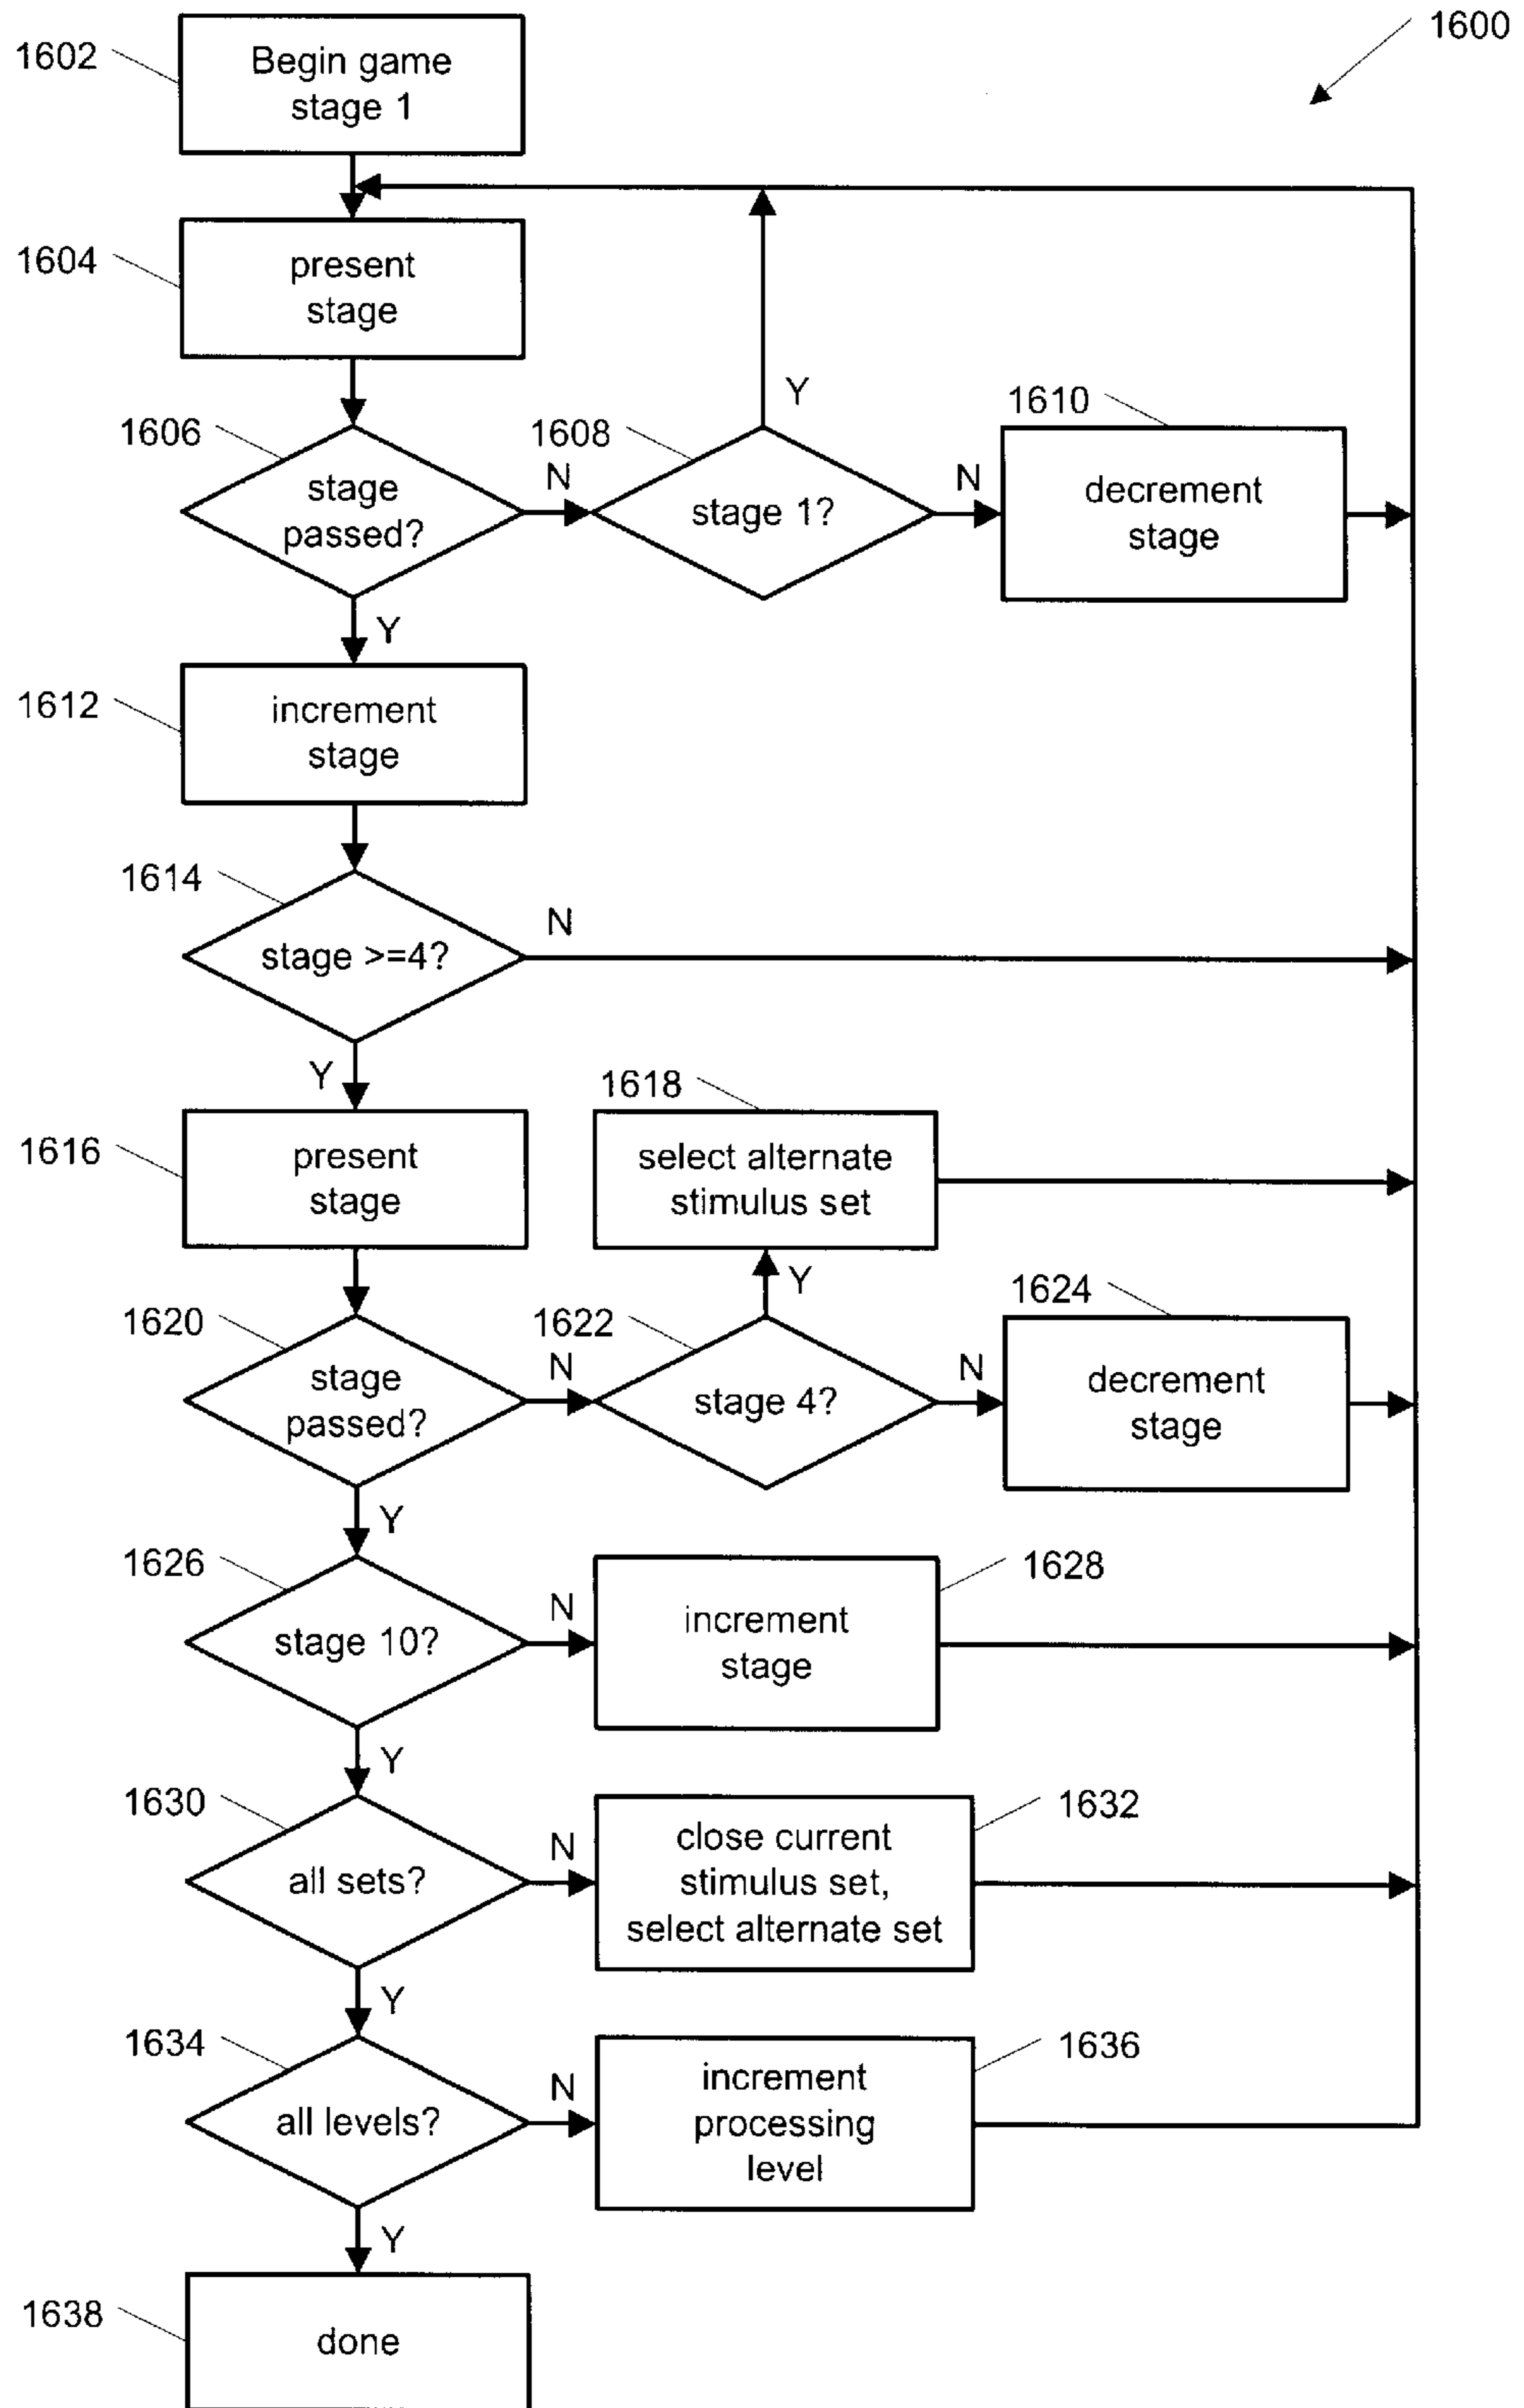 1600
1602
Begin game
stage 1
1604
present
stage
1606
stage
passed?
N
1608
stage 1?
Y
N
1610
decrement
stage
Y
1612
increment
stage
1614
stage >=4?
N
Y
1616
present
stage
1618
select alternate
stimulus set
Y
1620
stage
passed?
N
1622
stage 4?
N
1624
decrement
stage
Y
1626
stage 10?
N
1628
increment
stage
Y
1630
all sets?
N
1632
close current
stimulus set,
select alternate set
Y
1634
all levels?
N
1636
increment
processing
level
Y
1638
done